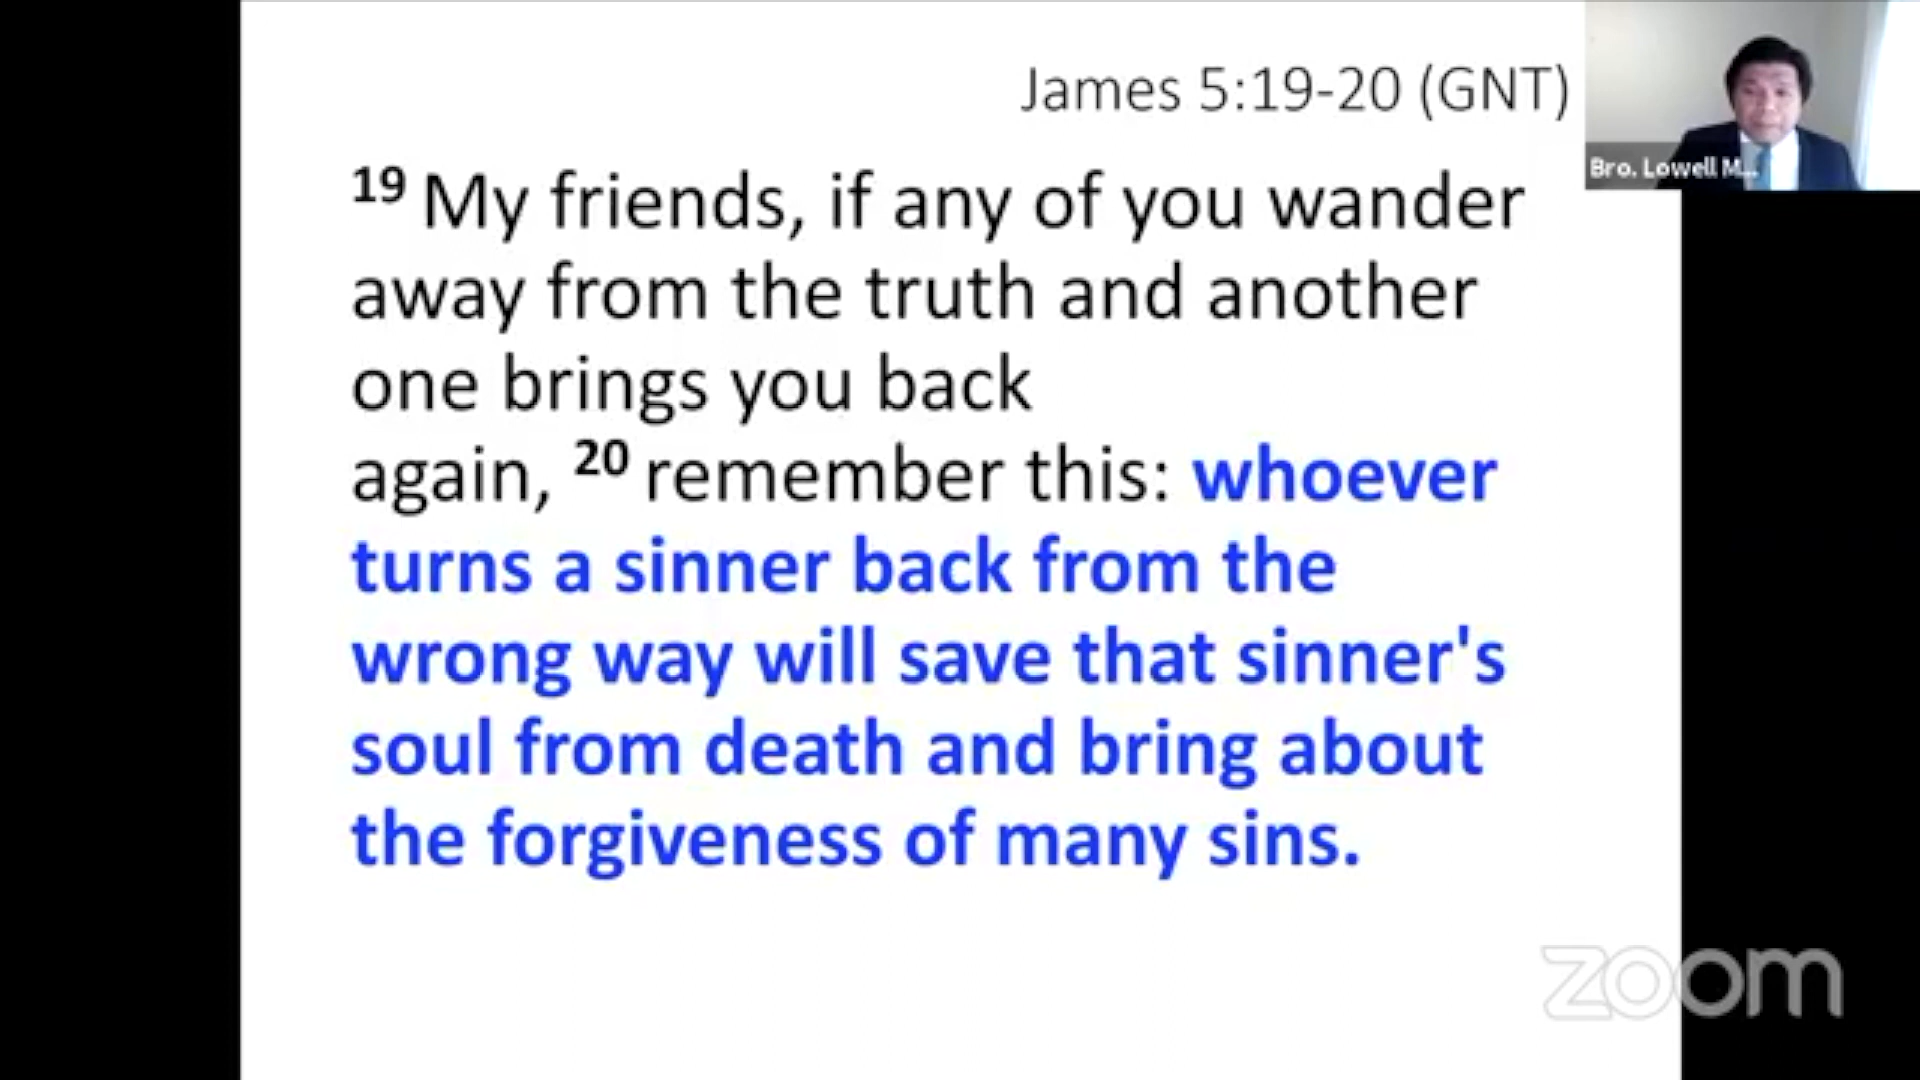 James 5:19-20 (GNT)
Bro. Lowell M...
19 My friends, if any of you wander
away from the truth and another
one brings you back
again, 20 remember this: whoever
turns a sinner back from the
wrong way will save that sinner's
soul from death and bring about
the forgiveness of many sins.
zoom